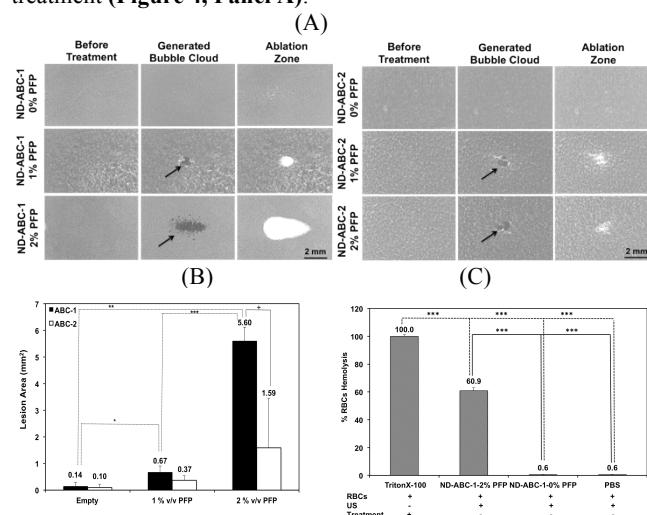 treatment (Figure 4, Panel A).
(A)
Before Treatment
Generated Bubble Cloud
Ablation Zone
ND-ABC-1 0% PFP
ND-ABC-1 1% PFP
ND-ABC-1 2% PFP
2 mm
Before Treatment
Generated Bubble Cloud
Ablation Zone
ND-ABC-2 0% PFP
ND-ABC-2 1% PFP
ND-ABC-2 2% PFP
2 mm
(B)
(C)
Lesion Area (mm²)
7
6
5
4
3
2
1
0
ABC-1
ABC-2
**
***
+
*
0.14
0.10
0.67
0.37
5.60
1.59
Empty
1 % v/v PFP
2 % v/v PFP
% RBCs Hemolysis
120
100
80
60
40
20
0
*** *** ***
*** ***
100.0
60.9
0.6
0.6
TritonX-100 ND-ABC-1-2% PFP ND-ABC-1-0% PFP PBS
RBCs + + + +
US - + + +
Treatment + - - -